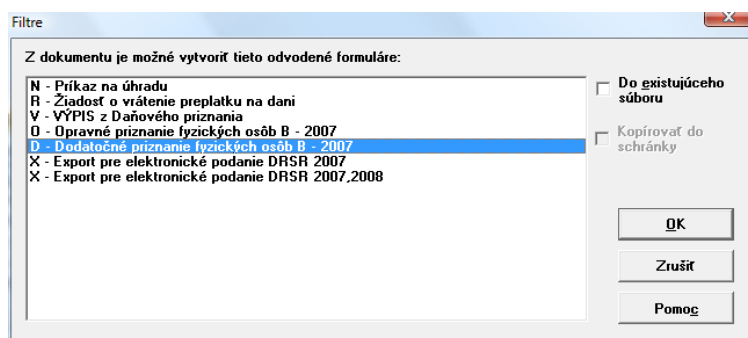 Filtre
Z dokumentu je možné vytvoriť tieto odvodené formuláre:
N - Príkaz na úhradu
R - Žiadosť o vrátenie preplatku na dani
V - VÝPIS z Daňového priznania
O - Opravné priznanie fyzických osôb B - 2007
D - Dodatočné priznanie fyzických osôb B - 2007
X - Export pre elektronické podanie DRSR 2007
X - Export pre elektronické podanie DRSR 2007,2008
Do existujúceho
súboru
Kopírovať do
schránky
OK
Zrušiť
Pomoc